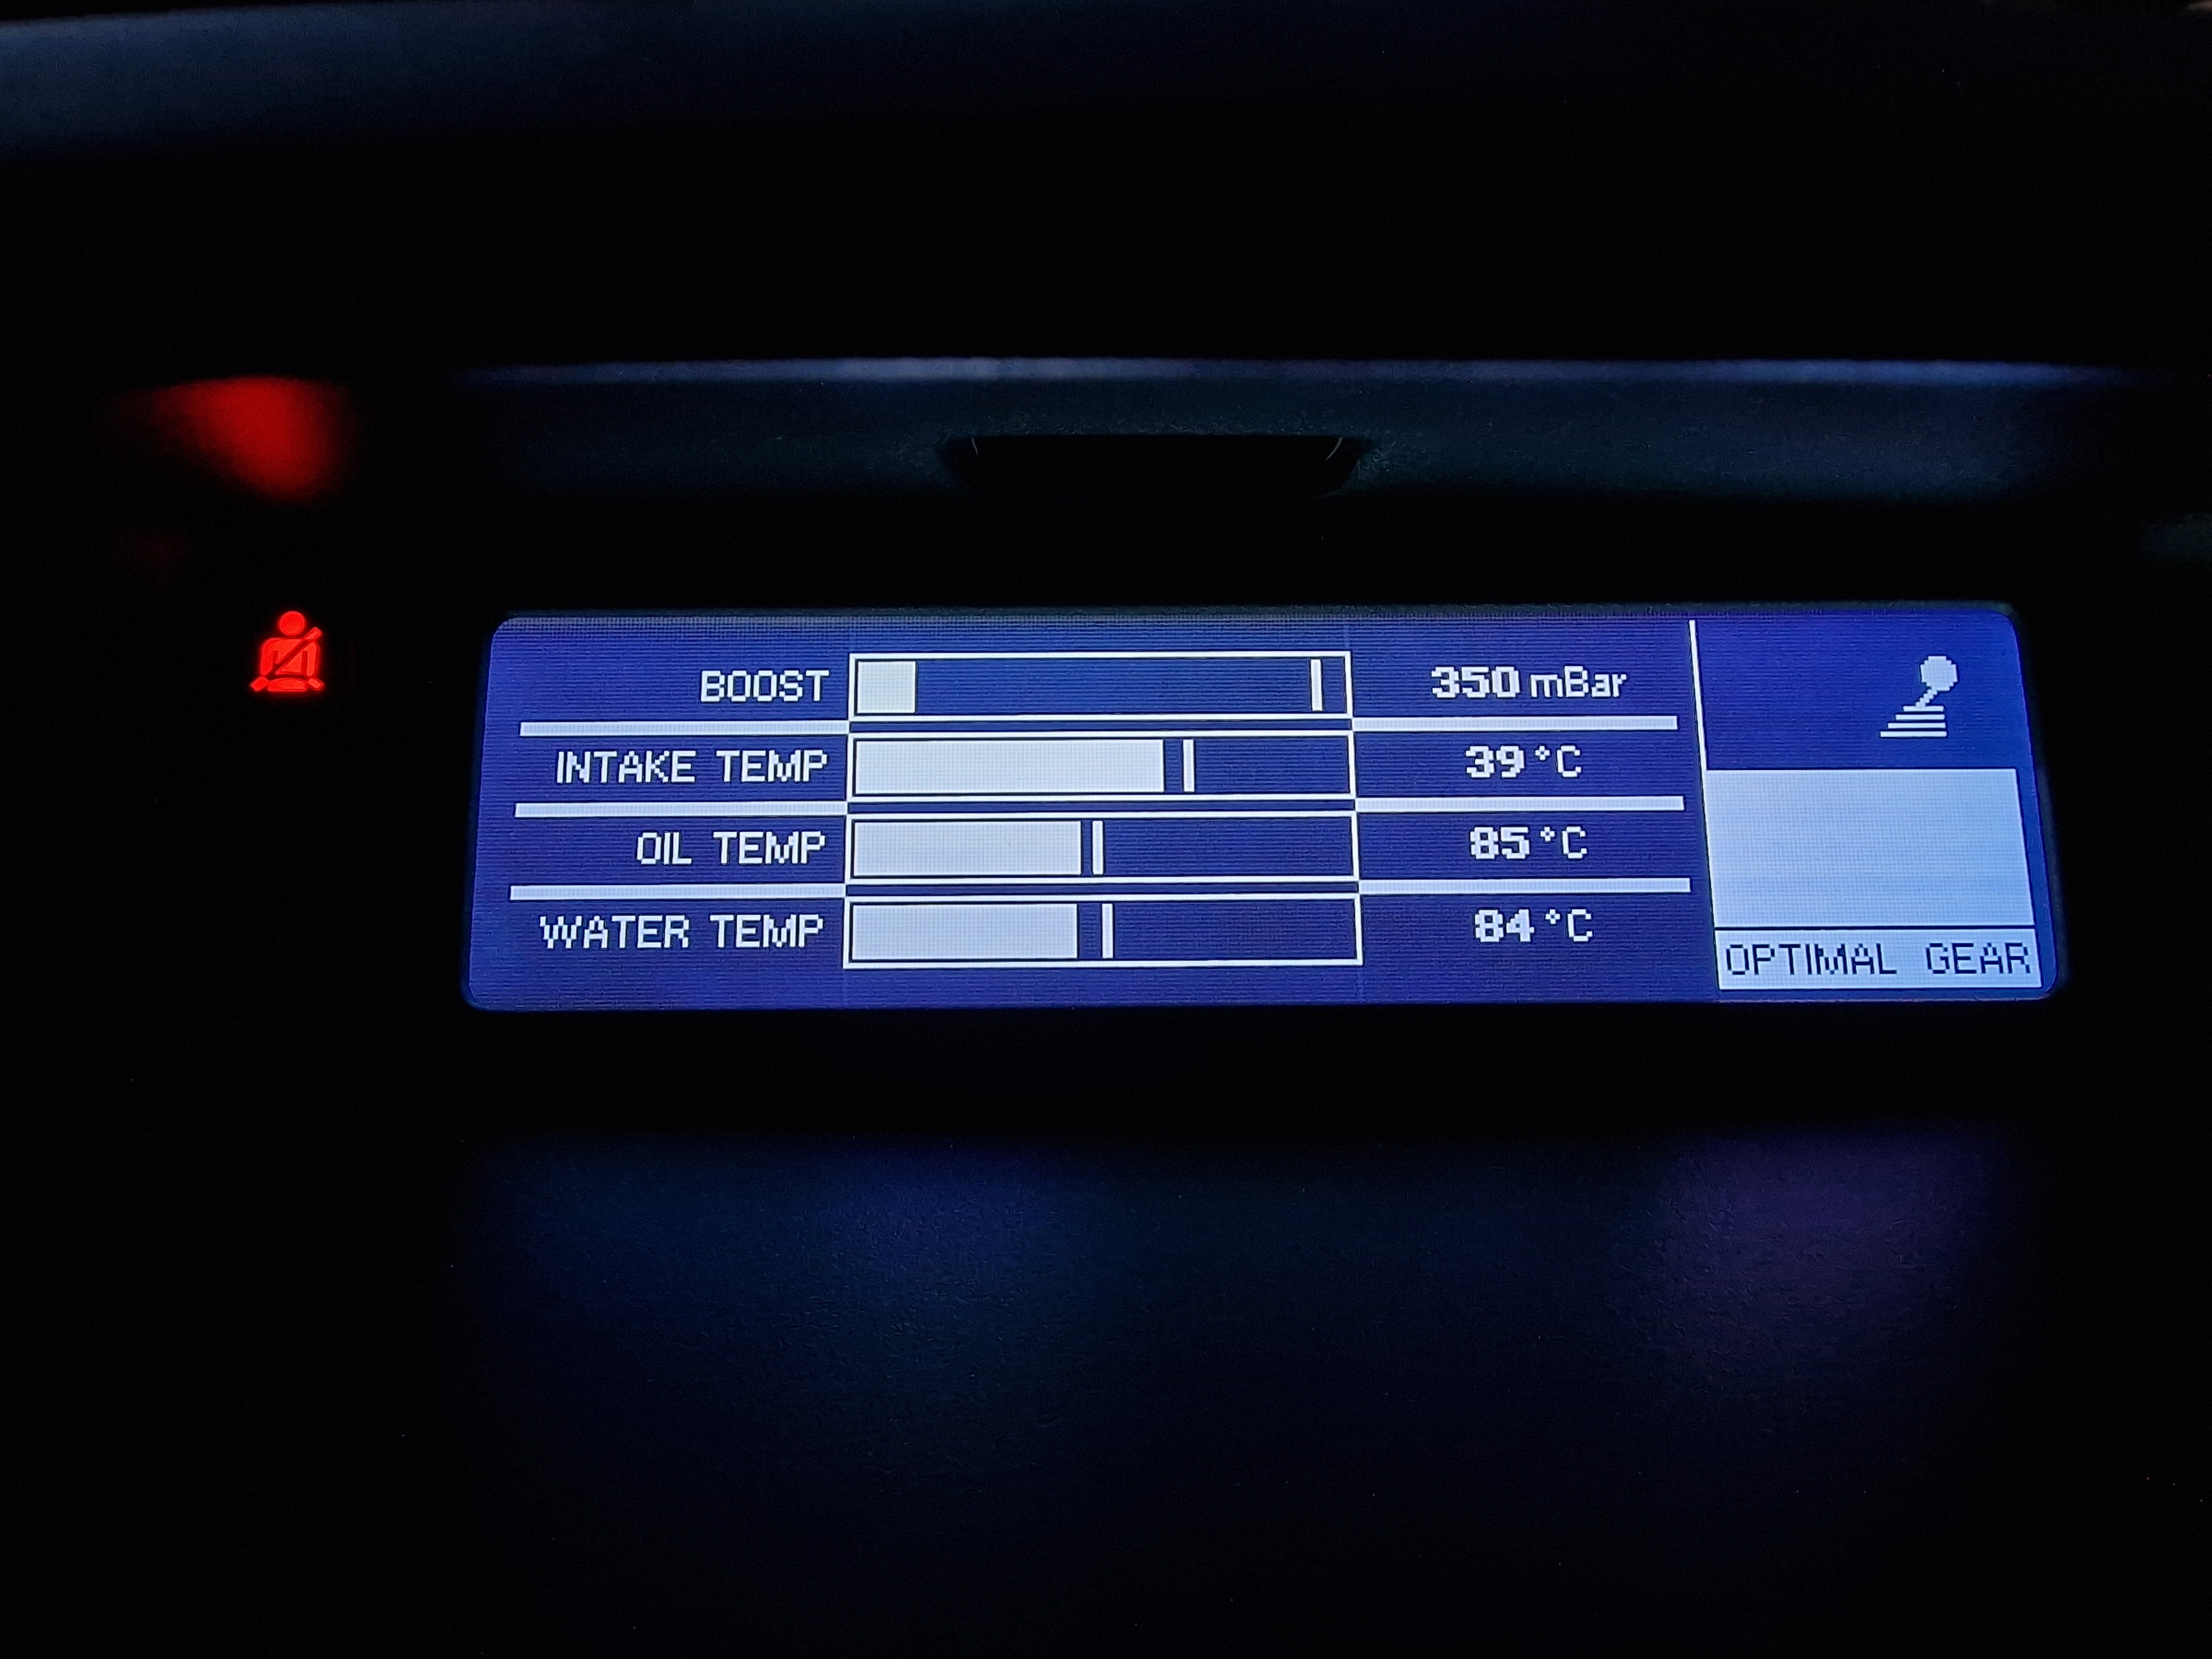 BOOST 350 mBar
INTAKE TEMP 39 °C
OIL TEMP 85 °C
WATER TEMP 84 °C
OPTIMAL GEAR